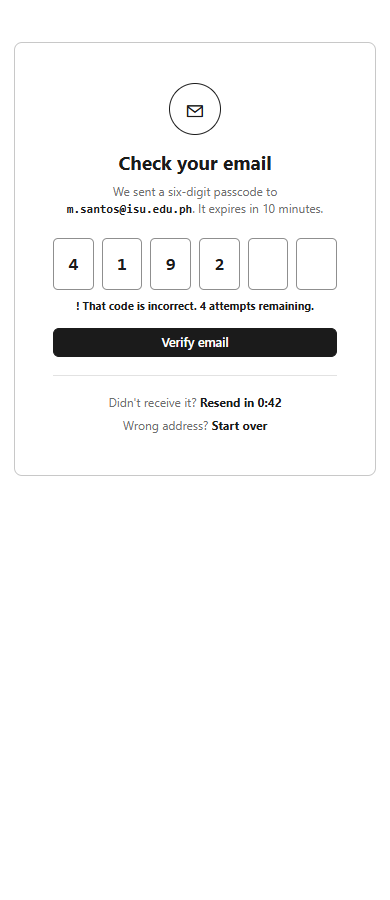 Check your email
We sent a six-digit passcode to
m.santos@isu.edu.ph. It expires in 10 minutes.
4 1 9 2
! That code is incorrect. 4 attempts remaining.
Verify email
Didn't receive it? Resend in 0:42
Wrong address? Start over